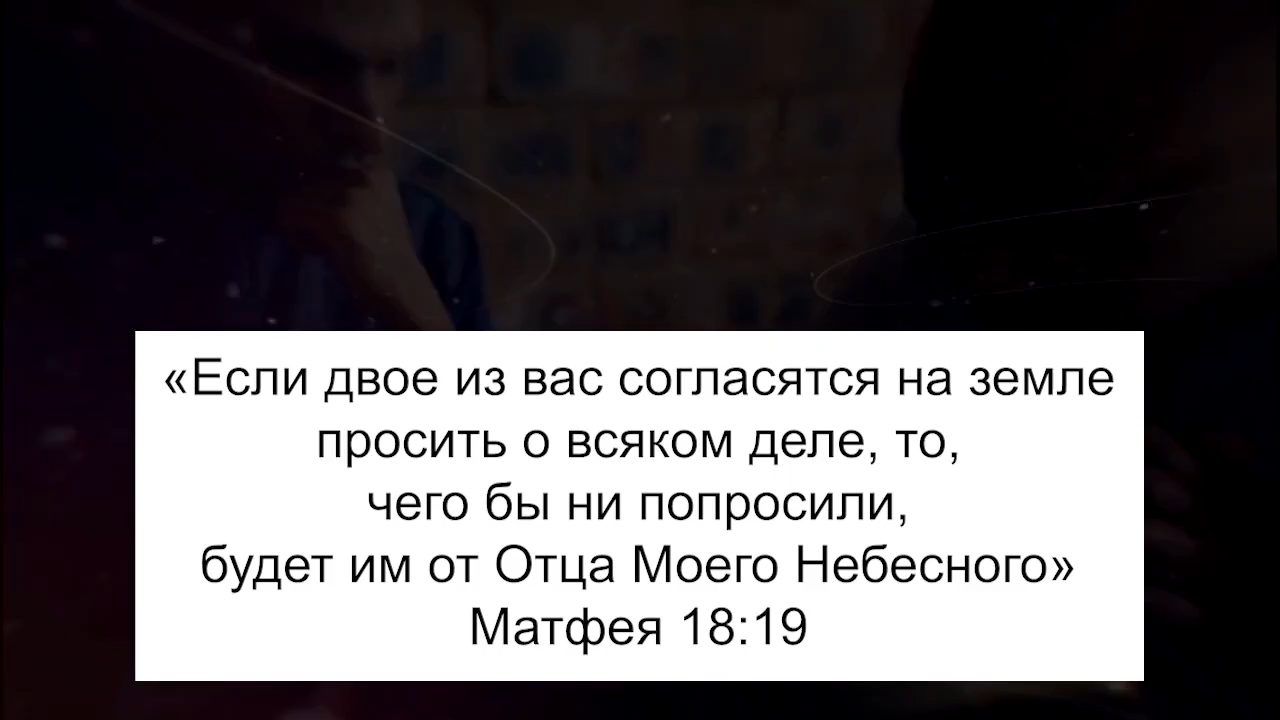 «Если двое из вас согласятся на земле
просить о всяком деле, то,
чего бы ни попросили,
будет им от Отца Моего Небесного»
Матфея 18:19